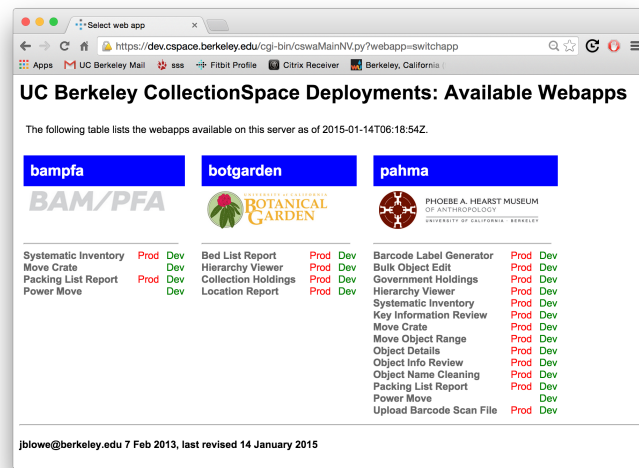 Select web app
https://dev.cspace.berkeley.edu/cgi-bin/cswaMainNV.py?webapp=switchapp
Apps UC Berkeley Mail sss Fitbit Profile Citrix Receiver Berkeley, California
UC Berkeley CollectionSpace Deployments: Available Webapps
The following table lists the webapps available on this server as of 2015-01-14T06:18:54Z.
bampfa
BAM/PFA
Systematic Inventory Prod Dev
Move Crate Dev
Packing List Report Prod Dev
Power Move Dev
botgarden
UNIVERSITY OF CALIFORNIA
BOTANICAL
GARDEN
Bed List Report Prod Dev
Hierarchy Viewer Prod Dev
Collection Holdings Prod Dev
Location Report Prod Dev
pahma
PHOEBE A. HEARST MUSEUM
OF ANTHROPOLOGY
UNIVERSITY OF CALIFORNIA · BERKELEY
Barcode Label Generator Prod Dev
Bulk Object Edit Prod Dev
Government Holdings Prod Dev
Hierarchy Viewer Prod Dev
Systematic Inventory Prod Dev
Key Information Review Prod Dev
Move Crate Prod Dev
Move Object Range Prod Dev
Object Details Prod Dev
Object Info Review Prod Dev
Object Name Cleaning Prod Dev
Packing List Report Prod Dev
Power Move Dev
Upload Barcode Scan File Prod Dev
jblowe@berkeley.edu 7 Feb 2013, last revised 14 January 2015